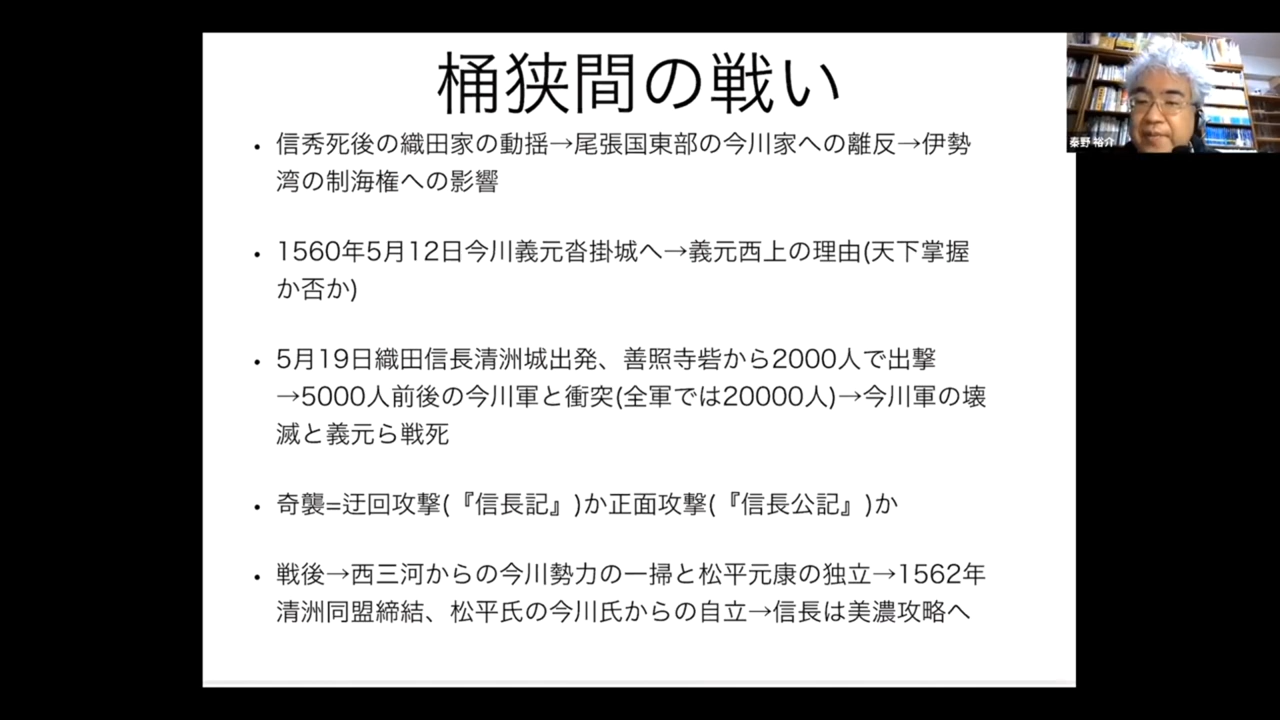 桶狭間の戦い
• 信秀死後の織田家の動揺→尾張国東部の今川家への離反→伊勢
湾の制海権への影響
• 1560年5月12日今川義元沓掛城へ→義元西上の理由(天下掌握
か否か)
• 5月19日織田信長清洲城出発、善照寺砦から2000人で出撃
→5000人前後の今川軍と衝突(全軍では20000人)→今川軍の壊
滅と義元ら戦死
• 奇襲=迂回攻撃(『信長記』)か正面攻撃(『信長公記』)か
• 戦後→西三河からの今川勢力の一掃と松平元康の独立→1562年
清洲同盟締結、松平氏の今川氏からの自立→信長は美濃攻略へ
秦野 裕介